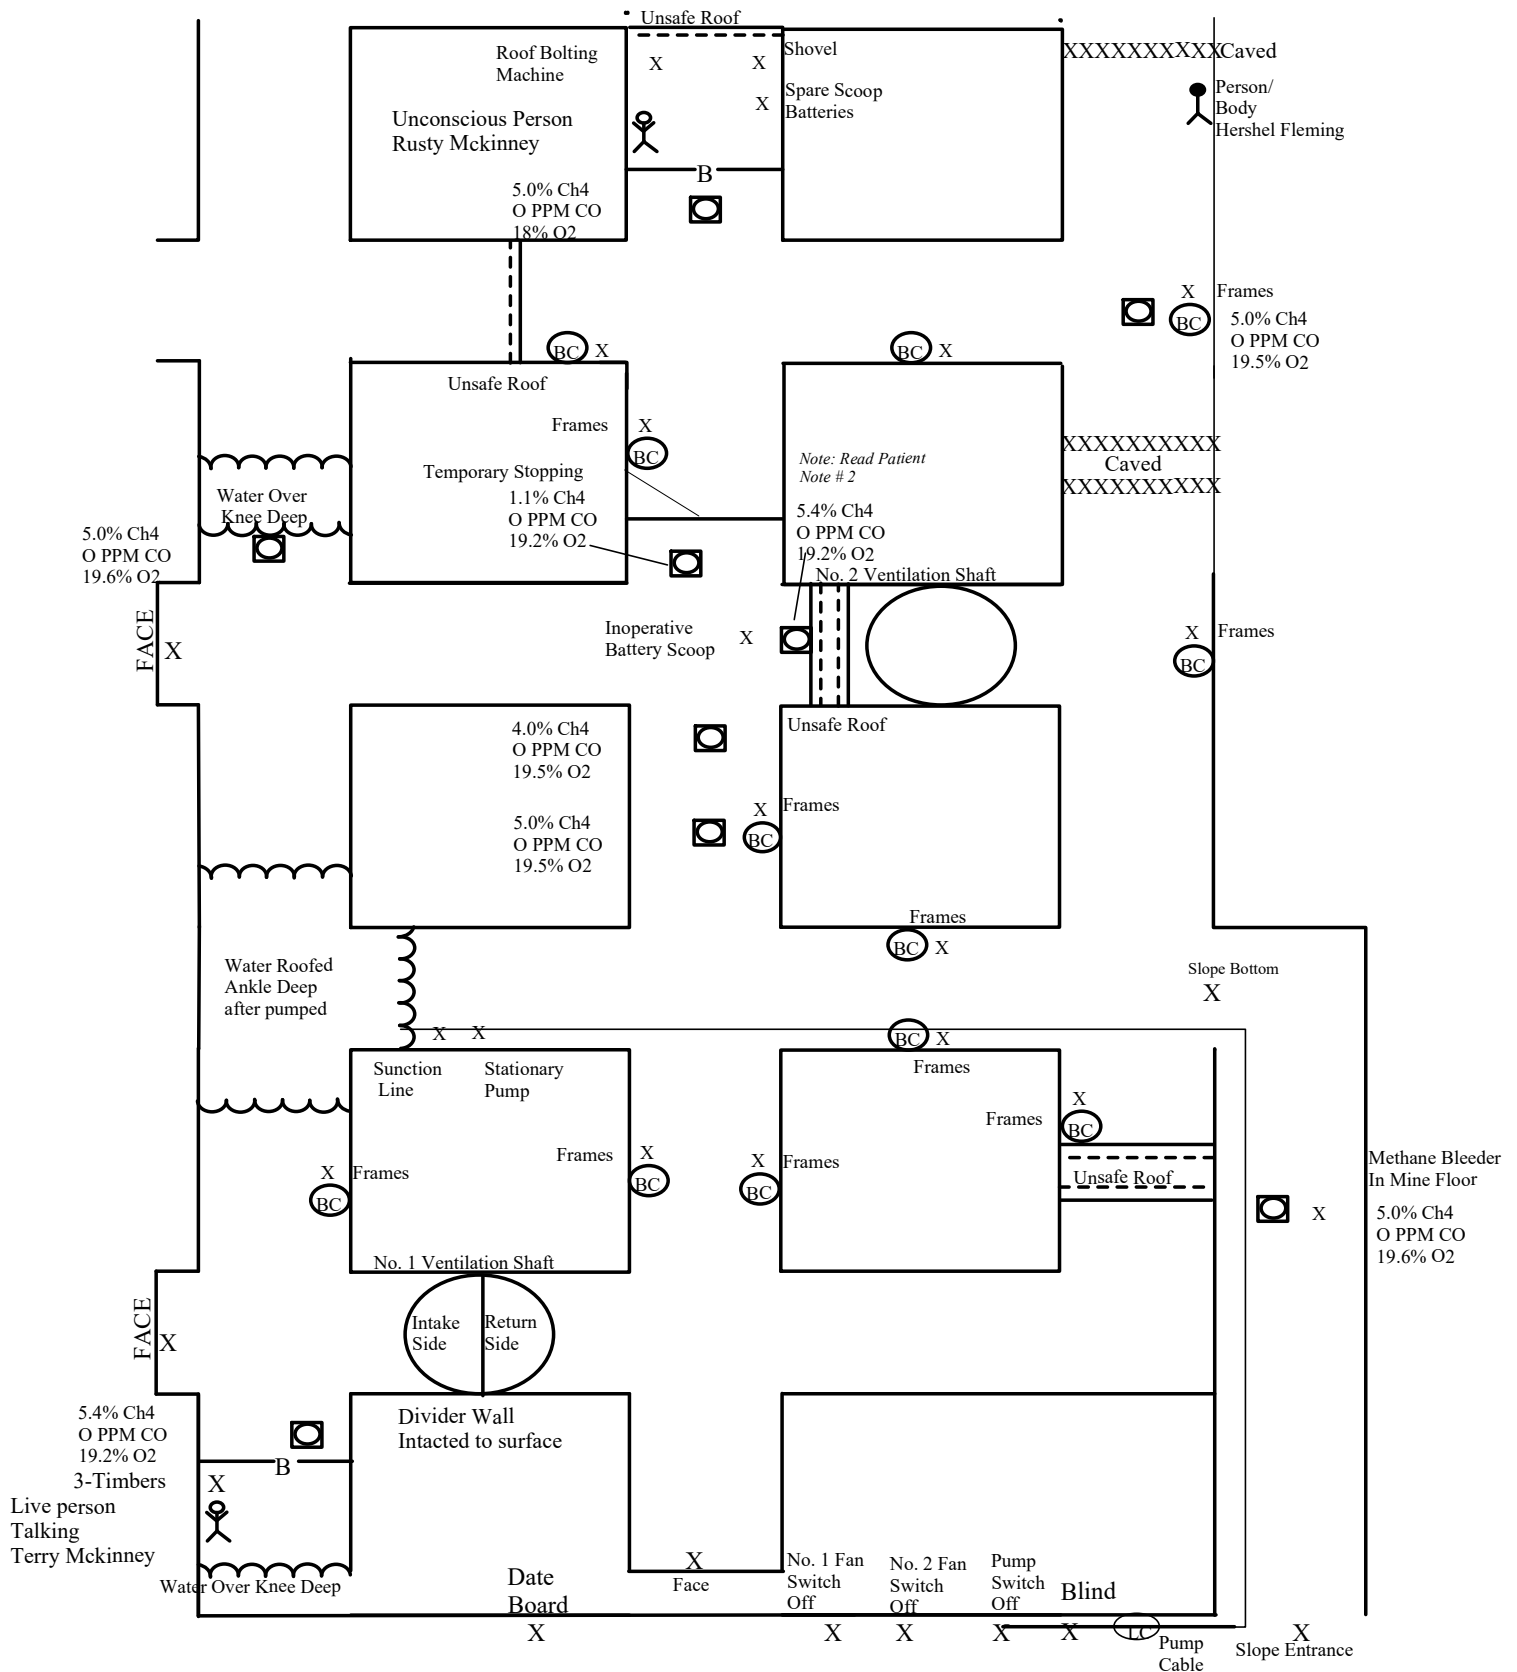 Unsafe Roof
Roof Bolting
Machine
X
X
Shovel
XXXXXXXXXXXX
Caved
X
Spare Scoop
Batteries
Person/
Body
Hershel Fleming
Unconscious Person
Rusty Mckinney
B
5.0% Ch4
O PPM CO
18% O2
X
Frames
BC
5.0% Ch4
O PPM CO
19.5% O2
BC
X
BC
X
Unsafe Roof
Frames
X
BC
Temporary Stopping
1.1% Ch4
O PPM CO
19.2% O2
Note: Read Patient
Note # 2
5.4% Ch4
O PPM CO
19.2% O2
XXXXXXXXXXXX
Caved
XXXXXXXXXXXX
Water Over
Knee Deep
5.0% Ch4
O PPM CO
19.6% O2
No. 2 Ventilation Shaft
FACE
X
Inoperative
Battery Scoop
X
X
Frames
BC
Unsafe Roof
4.0% Ch4
O PPM CO
19.5% O2
5.0% Ch4
O PPM CO
19.5% O2
X
Frames
BC
Frames
BC
X
Water Roofed
Ankle Deep
after pumped
Slope Bottom
X
X
X
BC
X
Sunction
Line
Stationary
Pump
Frames
X
Frames
BC
Unsafe Roof
X
Frames
BC
Frames
X
BC
X
Frames
BC
Methane Bleeder
In Mine Floor
X
5.0% Ch4
O PPM CO
19.6% O2
No. 1 Ventilation Shaft
Intake
Side
Return
Side
FACE
X
Divider Wall
Intacted to surface
5.4% Ch4
O PPM CO
19.2% O2
B
3-Timbers
X
Live person
Talking
Terry Mckinney
Water Over Knee Deep
Date
Board
X
X
Face
No. 1 Fan
Switch
Off
X
No. 2 Fan
Switch
Off
X
Pump
Switch
Off
X
Blind
X
LC
Pump
Cable
X
Slope Entrance